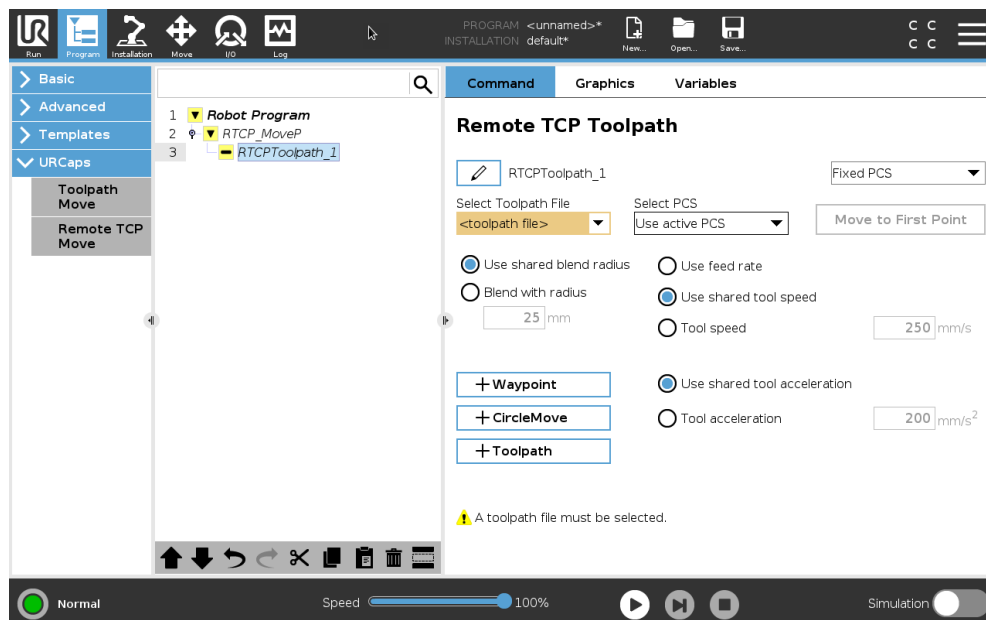 UR
PROGRAM <unnamed>*
INSTALLATION default*
C C
C C
Run Program Installation Move I/O Log New... Open... Save...
Basic
Advanced
Templates
URCaps
Toolpath
Move
Remote TCP
Move
1 Robot Program
2 RTCP_MoveP
3 RTCPToolpath_1
Command Graphics Variables
Remote TCP Toolpath
RTCPToolpath_1 Fixed PCS
Select Toolpath File Select PCS
<toolpath file> Use active PCS Move to First Point
Use shared blend radius Use feed rate
Blend with radius Use shared tool speed
25 mm Tool speed 250 mm/s
+ Waypoint Use shared tool acceleration
+ CircleMove Tool acceleration 200 mm/s²
+ Toolpath
A toolpath file must be selected.
Normal Speed 100% Simulation